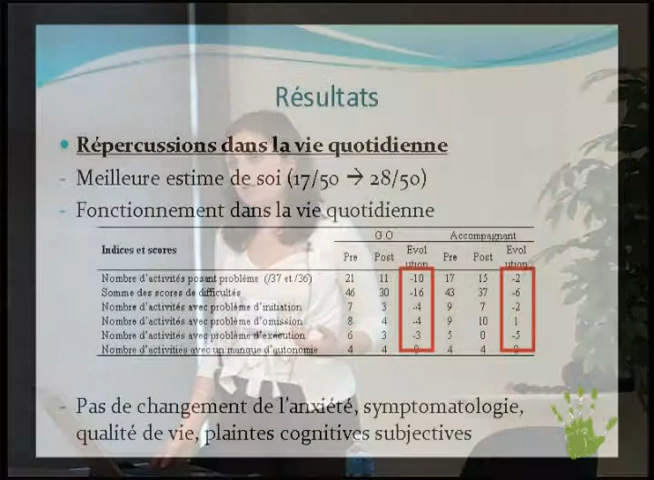 Résultats
Répercussions dans la vie quotidienne
- Meilleure estime de soi (17/50 → 28/50)
- Fonctionnement dans la vie quotidienne
GO Accompagnant
Indices et scores Pre Post Evol ution Pre Post Evol ution
Nombre d'activités posant problème (/37 et /36) 21 11 -10 17 15 -2
Somme des scores de difficultés 46 30 -16 43 37 -6
Nombre d'activités avec problème d'initiation 7 3 -4 9 7 -2
Nombre d'activités avec problème d'omission 8 4 -4 9 10 1
Nombre d'activités avec problème d'exécution 6 3 -3 5 0 -5
Nombre d'activitiés avec un manque d'autonomie 4 4 0 4 4 0
- Pas de changement de l'anxiété, symptomatologie,
qualité de vie, plaintes cognitives subjectives